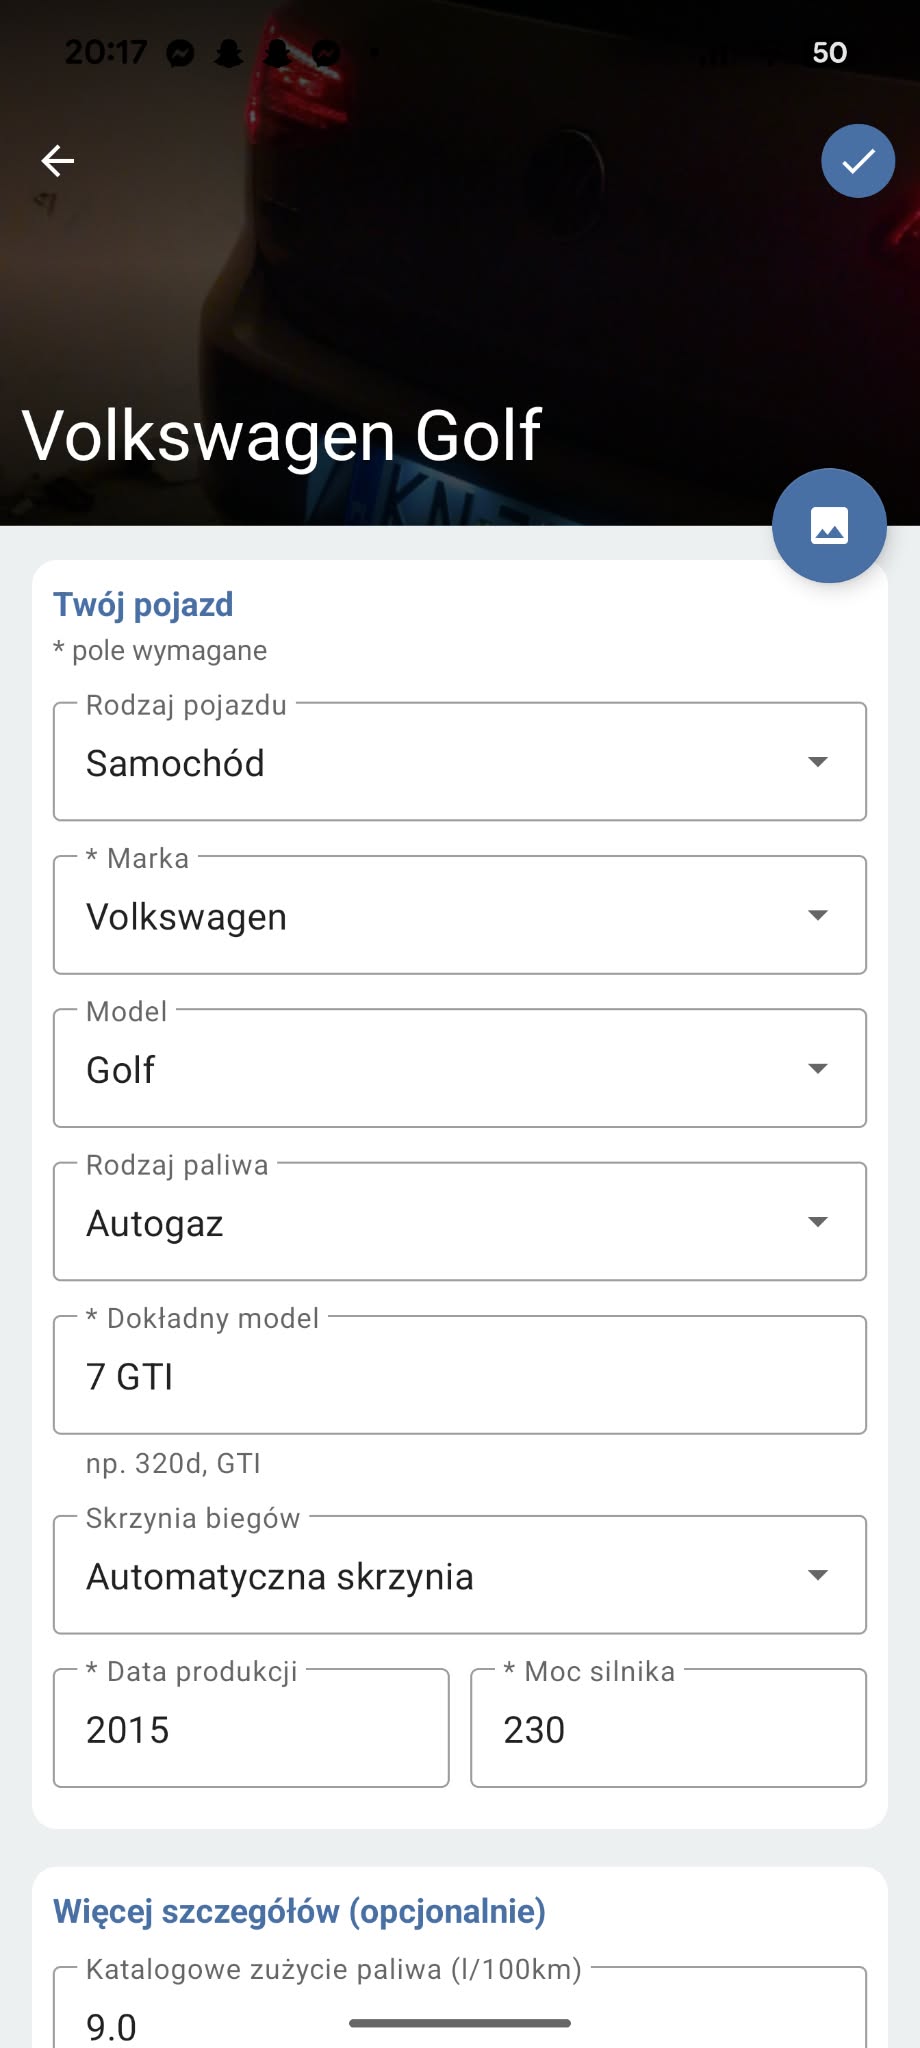 20:17
50
Volkswagen Golf
KN
Twój pojazd
* pole wymagane
Rodzaj pojazdu
Samochód
* Marka
Volkswagen
Model
Golf
Rodzaj paliwa
Autogaz
* Dokładny model
7 GTI
np. 320d, GTI
Skrzynia biegów
Automatyczna skrzynia
* Data produkcji
2015
* Moc silnika
230
Więcej szczegółów (opcjonalnie)
Katalogowe zużycie paliwa (l/100km)
9.0